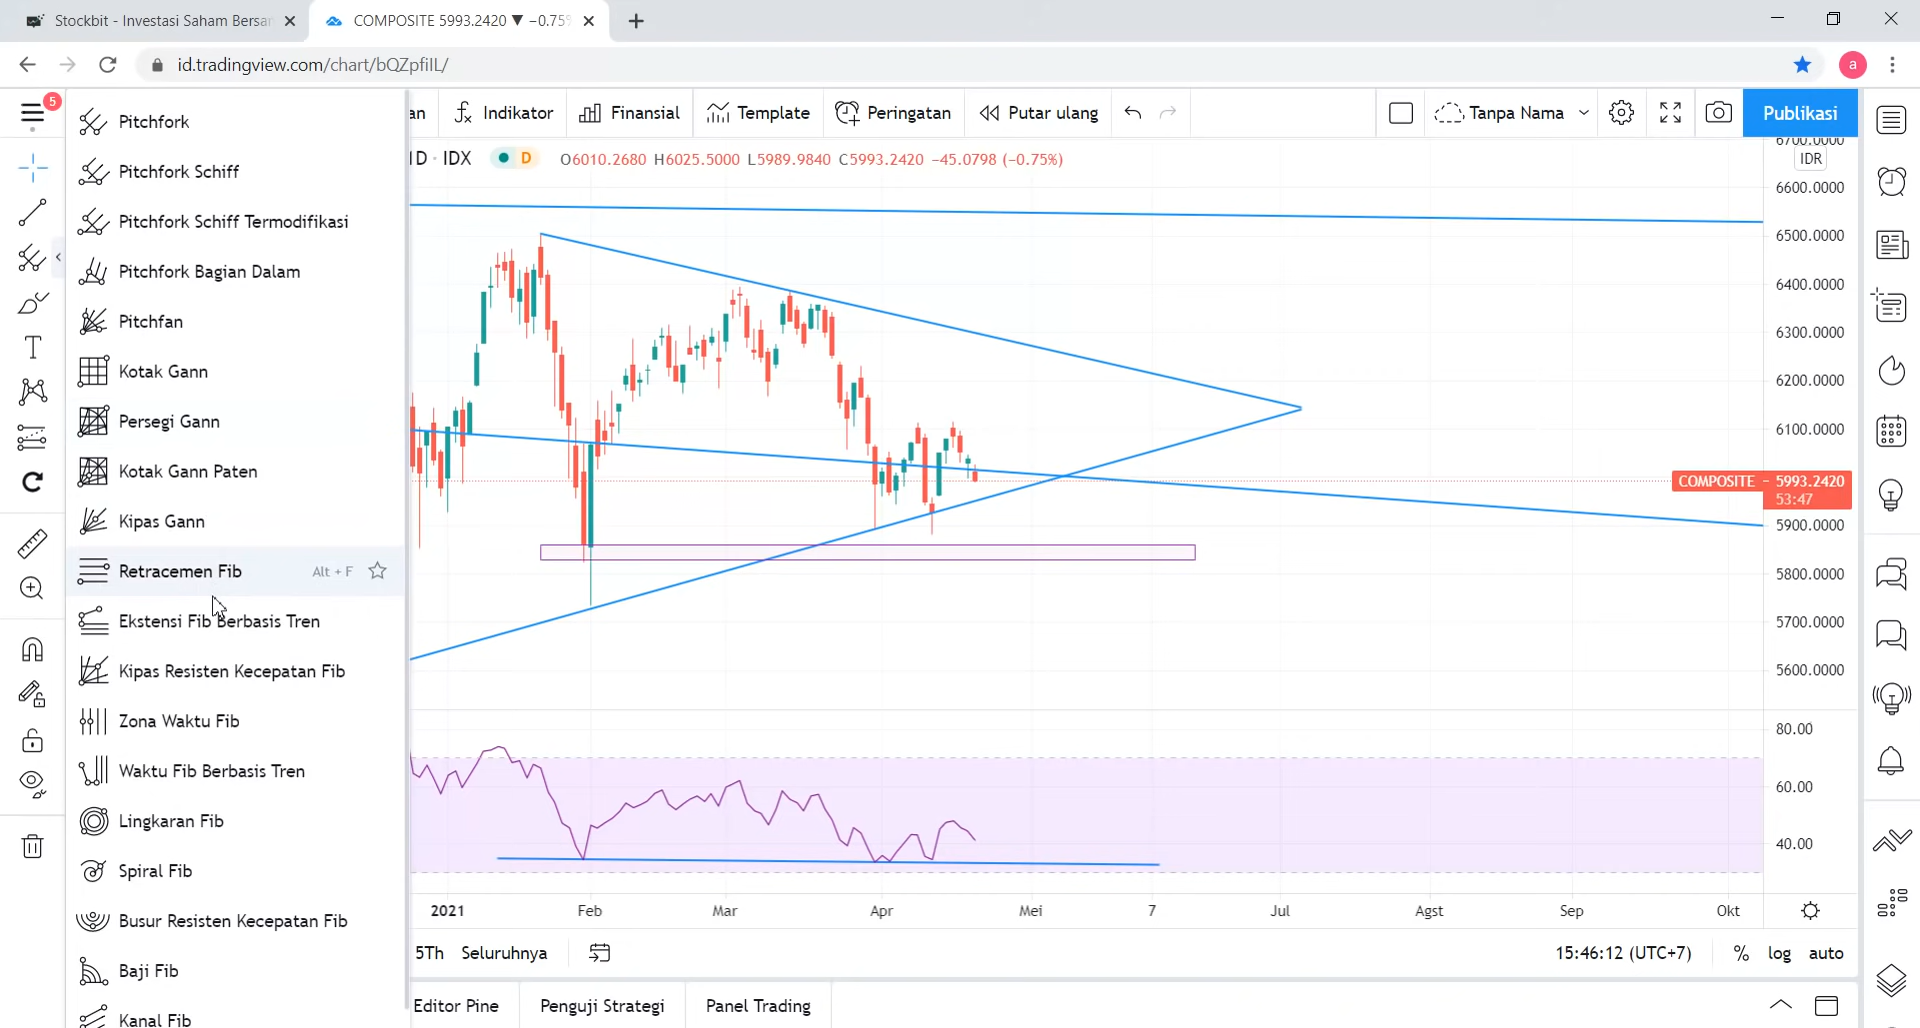 Stockbit - Investasi Saham Bersar
COMPOSITE 5993.2420 ▼ −0.75%
id.tradingview.com/chart/bQZpfiIL/
a
5
an
Indikator
Finansial
Template
Peringatan
Putar ulang
Tanpa Nama
Publikasi
1D · IDX
D
O6010.2680 H6025.5000 L5989.9840 C5993.2420 −45.0798 (−0.75%)
Pitchfork
Pitchfork Schiff
Pitchfork Schiff Termodifikasi
Pitchfork Bagian Dalam
Pitchfan
Kotak Gann
Persegi Gann
Kotak Gann Paten
Kipas Gann
Retracemen Fib Alt + F
Ekstensi Fib Berbasis Tren
Kipas Resisten Kecepatan Fib
Zona Waktu Fib
Waktu Fib Berbasis Tren
Lingkaran Fib
Spiral Fib
Busur Resisten Kecepatan Fib
Baji Fib
Kanal Fib
6700.0000
IDR
6600.0000
6500.0000
6400.0000
6300.0000
6200.0000
6100.0000
COMPOSITE 5993.2420
53:47
5900.0000
5800.0000
5700.0000
5600.0000
80.00
60.00
40.00
2021 Feb Mar Apr Mei 7 Jul Agst Sep Okt
5Th Seluruhnya
15:46:12 (UTC+7) % log auto
Editor Pine Penguji Strategi Panel Trading